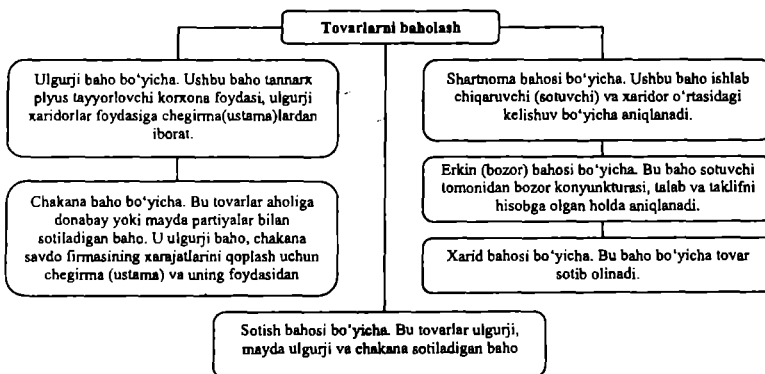 Tovarlarni baholash
Ulgurji baho bo‘yicha. Ushbu baho tannarx
plyus tayyorlovchi korxona foydasi, ulgurji
xaridorlar foydasiga chegirma(ustama)lardan
iborat.
Chakana baho bo‘yicha. Bu tovarlar aholiga
donabay yoki mayda partiyalar bilan
sotiladigan baho. U ulgurji baho, chakana
savdo firmasining xarajatlarini qoplash uchun
chegirma (ustama) va uning foydasidan
Shartnoma bahosi bo‘yicha. Ushbu baho ishlab
chiqaruvchi (sotuvchi) va xaridor o‘rtasidagi
kelishuv bo‘yicha aniqlanadi.
Erkin (bozor) bahosi bo‘yicha. Bu baho sotuvchi
tomonidan bozor konyunkturasi, talab va taklifni
hisobga olgan holda aniqlanadi.
Xarid bahosi bo‘yicha. Bu baho bo‘yicha tovar
sotib olinadi.
Sotish bahosi bo‘yicha. Bu tovarlar ulgurji,
mayda ulgurji va chakana sotiladigan baho